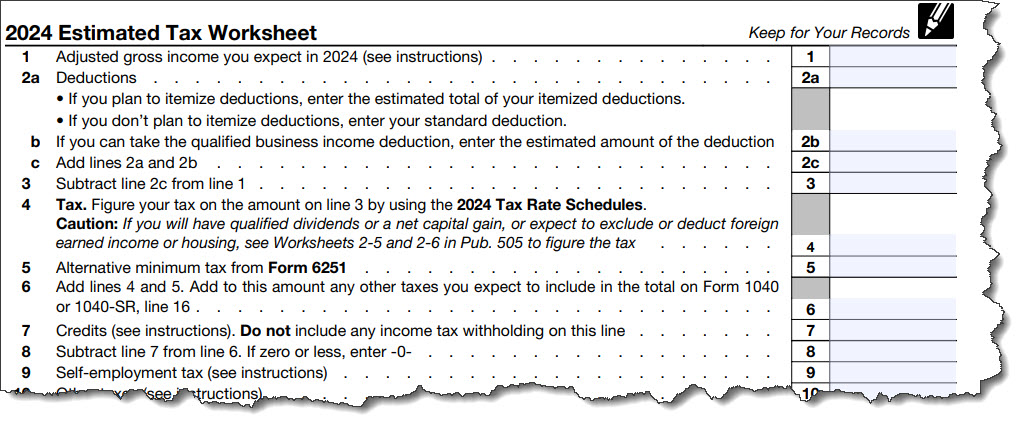 2024 Estimated Tax Worksheet Keep for Your Records
1 Adjusted gross income you expect in 2024 (see instructions) . . . . . . . . . . . . . . 1
2a Deductions . . . . . . . . . . . . . . . . . . . . . . . . . . . . . 2a
• If you plan to itemize deductions, enter the estimated total of your itemized deductions.
• If you don’t plan to itemize deductions, enter your standard deduction.
b If you can take the qualified business income deduction, enter the estimated amount of the deduction 2b
c Add lines 2a and 2b . . . . . . . . . . . . . . . . . . . . . . . . . . 2c
3 Subtract line 2c from line 1 . . . . . . . . . . . . . . . . . . . . . . . . 3
4 Tax. Figure your tax on the amount on line 3 by using the 2024 Tax Rate Schedules.
Caution: If you will have qualified dividends or a net capital gain, or expect to exclude or deduct foreign
earned income or housing, see Worksheets 2-5 and 2-6 in Pub. 505 to figure the tax . . . . . . 4
5 Alternative minimum tax from Form 6251 . . . . . . . . . . . . . . . . . . . 5
6 Add lines 4 and 5. Add to this amount any other taxes you expect to include in the total on Form 1040
or 1040-SR, line 16 . . . . . . . . . . . . . . . . . . . . . . . . . . . 6
7 Credits (see instructions). Do not include any income tax withholding on this line . . . . . . . 7
8 Subtract line 7 from line 6. If zero or less, enter -0- . . . . . . . . . . . . . . . . . 8
9 Self-employment tax (see instructions) . . . . . . . . . . . . . . . . . . . . . 9
(see 10